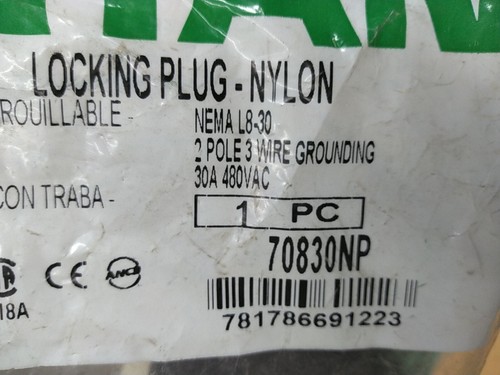 LOCKING PLUG - NYLON
ROUILLABLE -
NEMA L8-30
2 POLE 3 WIRE GROUNDING
30A 480VAC
CON TRABA -
1 PC
70830NP
CE ANCE
18A
781786691223